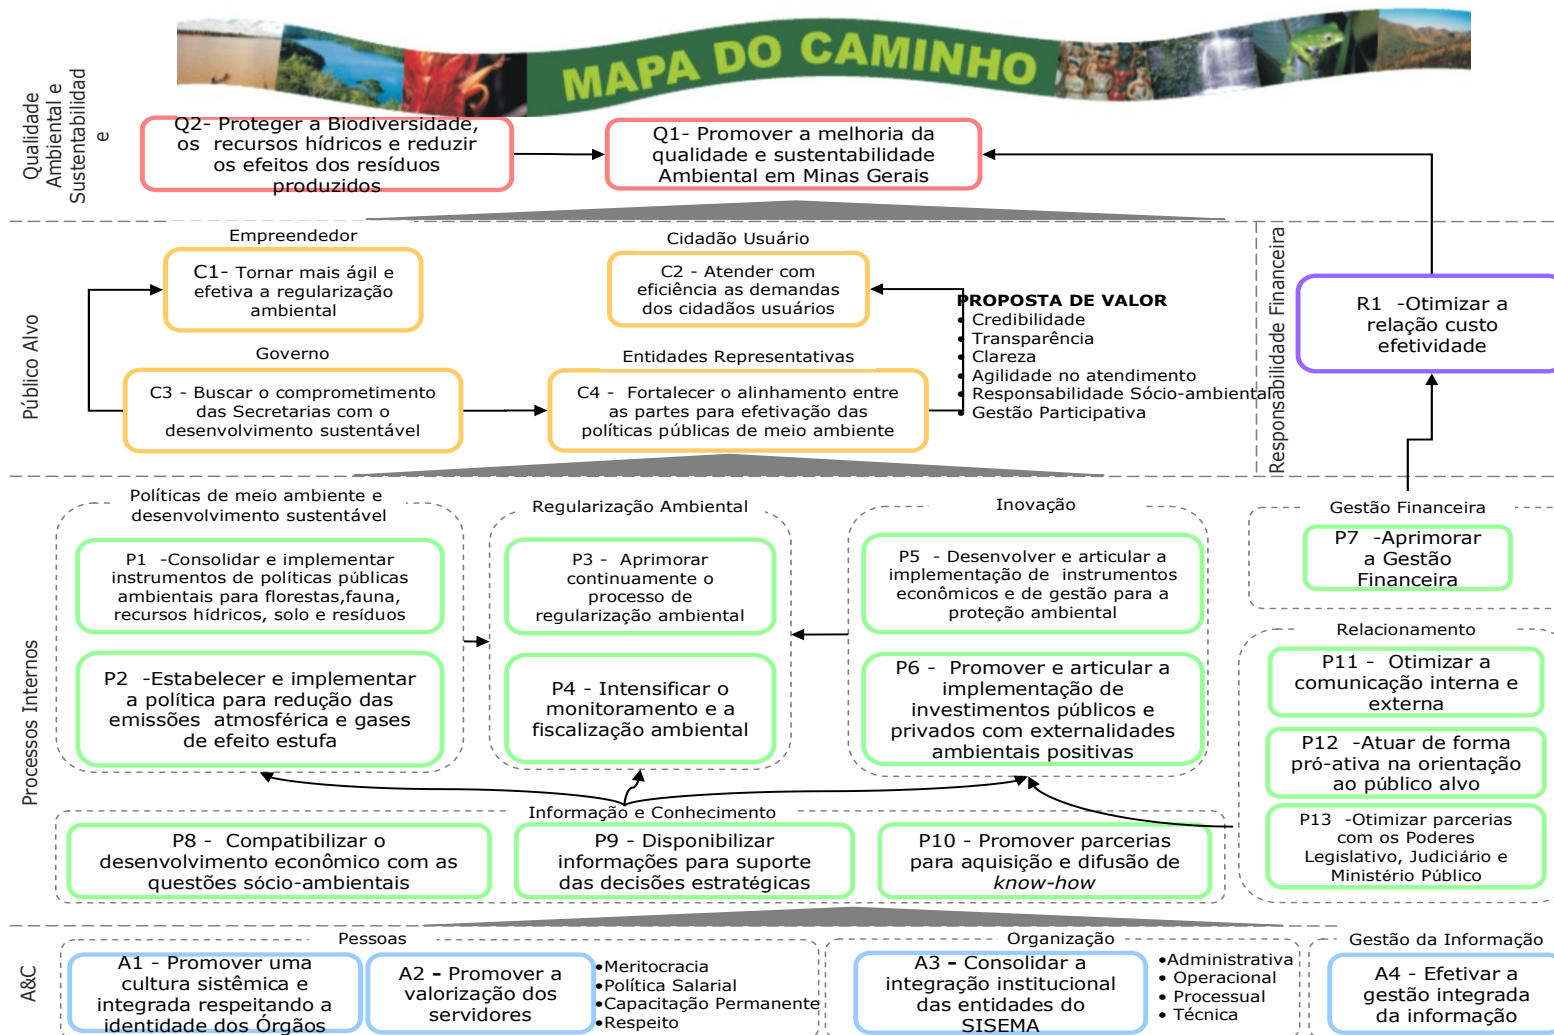 MAPA DO CAMINHO
Qualidade
Ambiental e
Sustentabilidad
e
Q2- Proteger a Biodiversidade,
os recursos hídricos e reduzir
os efeitos dos resíduos
produzidos
Q1- Promover a melhoria da
qualidade e sustentabilidade
Ambiental em Minas Gerais
Público Alvo
Empreendedor
C1- Tornar mais ágil e
efetiva a regularização
ambiental
Cidadão Usuário
C2 - Atender com
eficiência as demandas
dos cidadãos usuários
Governo
C3 - Buscar o comprometimento
das Secretarias com o
desenvolvimento sustentável
Entidades Representativas
C4 - Fortalecer o alinhamento entre
as partes para efetivação das
políticas públicas de meio ambiente
PROPOSTA DE VALOR
• Credibilidade
• Transparência
• Clareza
• Agilidade no atendimento
• Responsabilidade Sócio-ambiental
• Gestão Participativa
Responsabilidade Financeira
R1 -Otimizar a
relação custo
efetividade
Processos Internos
Políticas de meio ambiente e
desenvolvimento sustentável
P1 -Consolidar e implementar
instrumentos de políticas públicas
ambientais para florestas,fauna,
recursos hídricos, solo e resíduos
P2 -Estabelecer e implementar
a política para redução das
emissões atmosférica e gases
de efeito estufa
Regularização Ambiental
P3 - Aprimorar
continuamente o
processo de
regularização ambiental
P4 - Intensificar o
monitoramento e a
fiscalização ambiental
Inovação
P5 - Desenvolver e articular a
implementação de instrumentos
econômicos e de gestão para a
proteção ambiental
P6 - Promover e articular a
implementação de
investimentos públicos e
privados com externalidades
ambientais positivas
Gestão Financeira
P7 -Aprimorar
a Gestão
Financeira
Relacionamento
P11 - Otimizar a
comunicação interna e
externa
P12 -Atuar de forma
pró-ativa na orientação
ao público alvo
P13 -Otimizar parcerias
com os Poderes
Legislativo, Judiciário e
Ministério Público
Informação e Conhecimento
P8 - Compatibilizar o
desenvolvimento econômico com as
questões sócio-ambientais
P9 - Disponibilizar
informações para suporte
das decisões estratégicas
P10 - Promover parcerias
para aquisição e difusão de
know-how
A&C
Pessoas
A1 - Promover uma
cultura sistêmica e
integrada respeitando a
identidade dos Órgãos
A2 - Promover a
valorização dos
servidores
•Meritocracia
•Política Salarial
•Capacitação Permanente
•Respeito
Organização
A3 - Consolidar a
integração institucional
das entidades do
SISEMA
•Administrativa
• Operacional
• Processual
• Técnica
Gestão da Informação
A4 - Efetivar a
gestão integrada
da informação